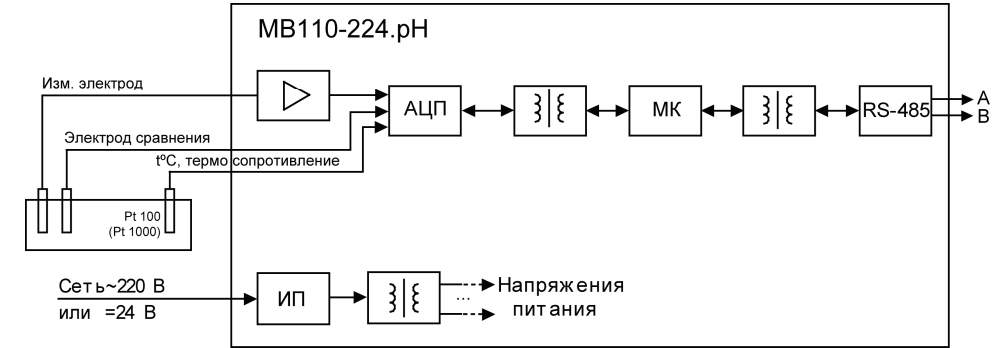 МВ110-224.pH
Изм. электрод
АЦП
МК
RS-485
A
B
Электрод сравнения
tºC, термо сопротивление
Pt 100
(Pt 1000)
Сеть~220 В
или =24 В
ИП
Напряжения
...
питания